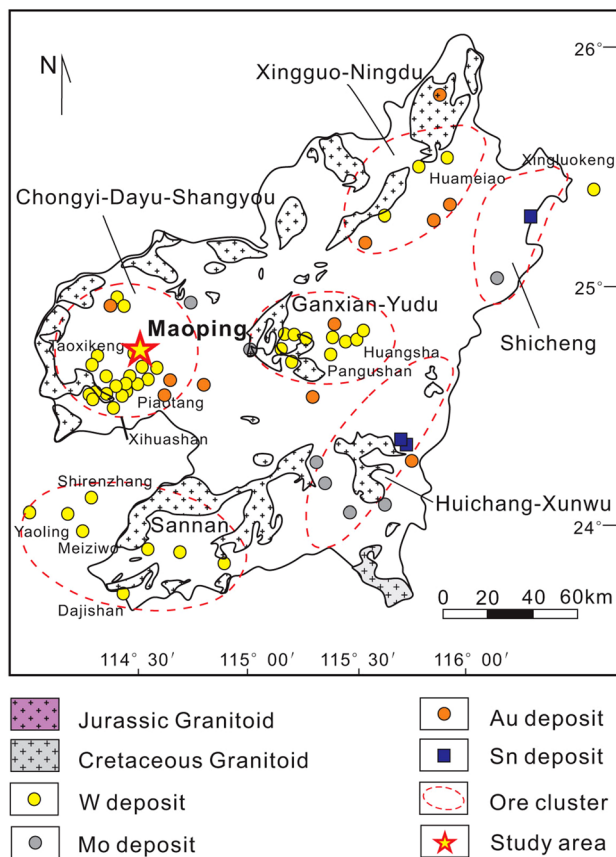 N
26°
Xingguo-Ningdu
Xingluokeng
Huameiao
Chongyi-Dayu-Shangyou
25°
Ganxian-Yudu
Maoping
Shicheng
Yaoxikeng
Huangsha
Pangushan
Piaotang
Xihuashan
Shirenzhang
Huichang-Xunwu
Sannan
Yaoling
24°
Meiziwo
Dajishan
0 20 40 60km
114°30′ 115°00′ 115°30′ 116°00′
Jurassic Granitoid
Au deposit
Cretaceous Granitoid
Sn deposit
W deposit
Ore cluster
Mo deposit
Study area